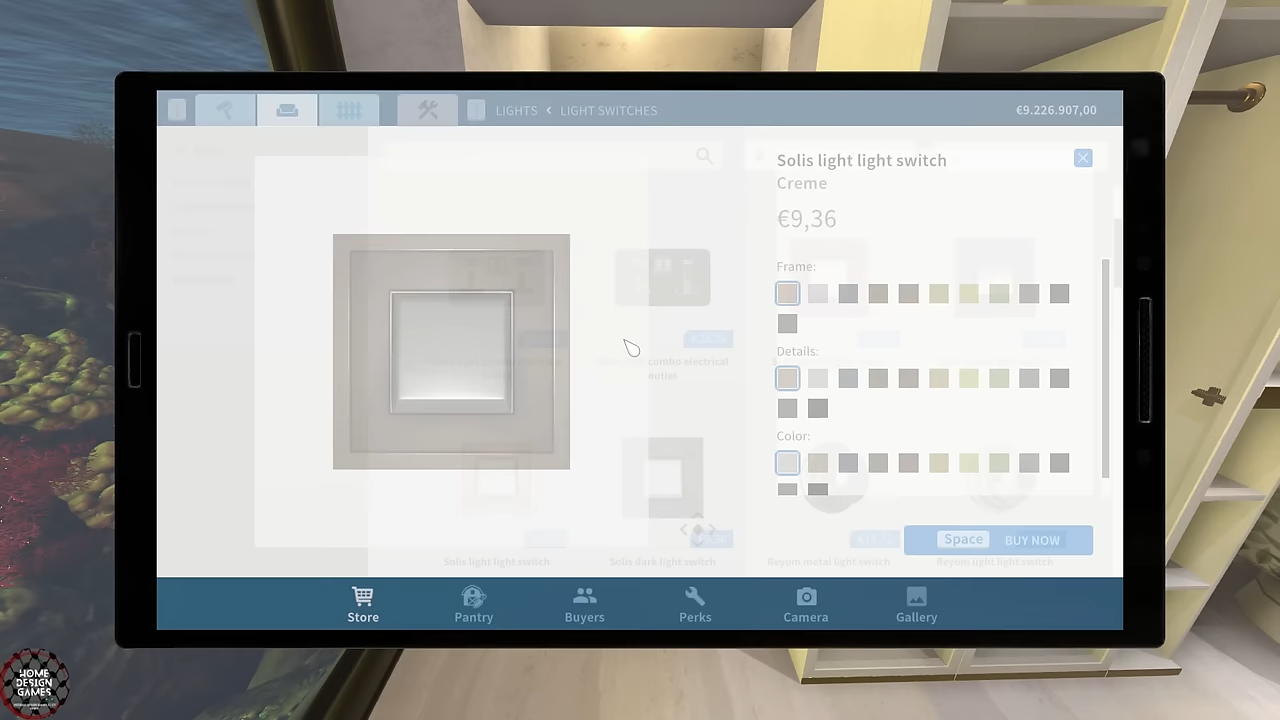 LIGHTS < LIGHT SWITCHES
€9.226.907,00
Solis light light switch
Creme
€9,36
Frame:
Details:
combo electrical
outlet
Color:
Space BUY NOW
Solis light light switch
Solis dark light switch
Reyom metal light switch
Reyom light light switch
Store
Pantry
Buyers
Perks
Camera
Gallery
HOME
DESIGN
GAMES